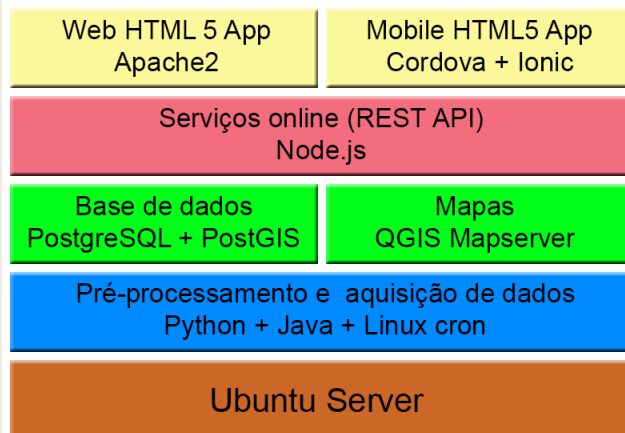 Web HTML 5 App
Apache2
Mobile HTML5 App
Cordova + Ionic
Serviços online (REST API)
Node.js
Base de dados
PostgreSQL + PostGIS
Mapas
QGIS Mapserver
Pré-processamento e aquisição de dados
Python + Java + Linux cron
Ubuntu Server